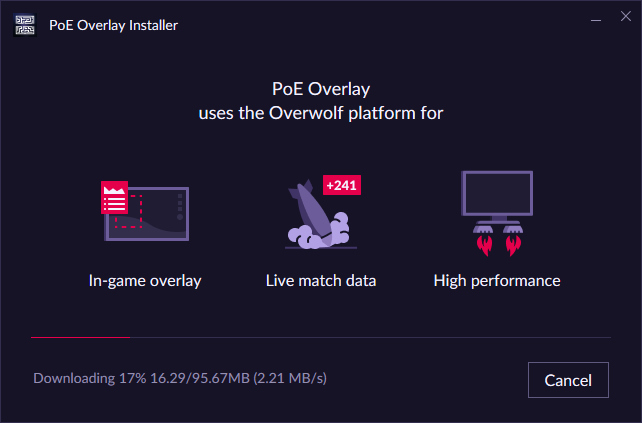 PoE Overlay Installer
PoE Overlay
uses the Overwolf platform for
+241
In-game overlay
Live match data
High performance
Downloading 17% 16.29/95.67MB (2.21 MB/s)
Cancel